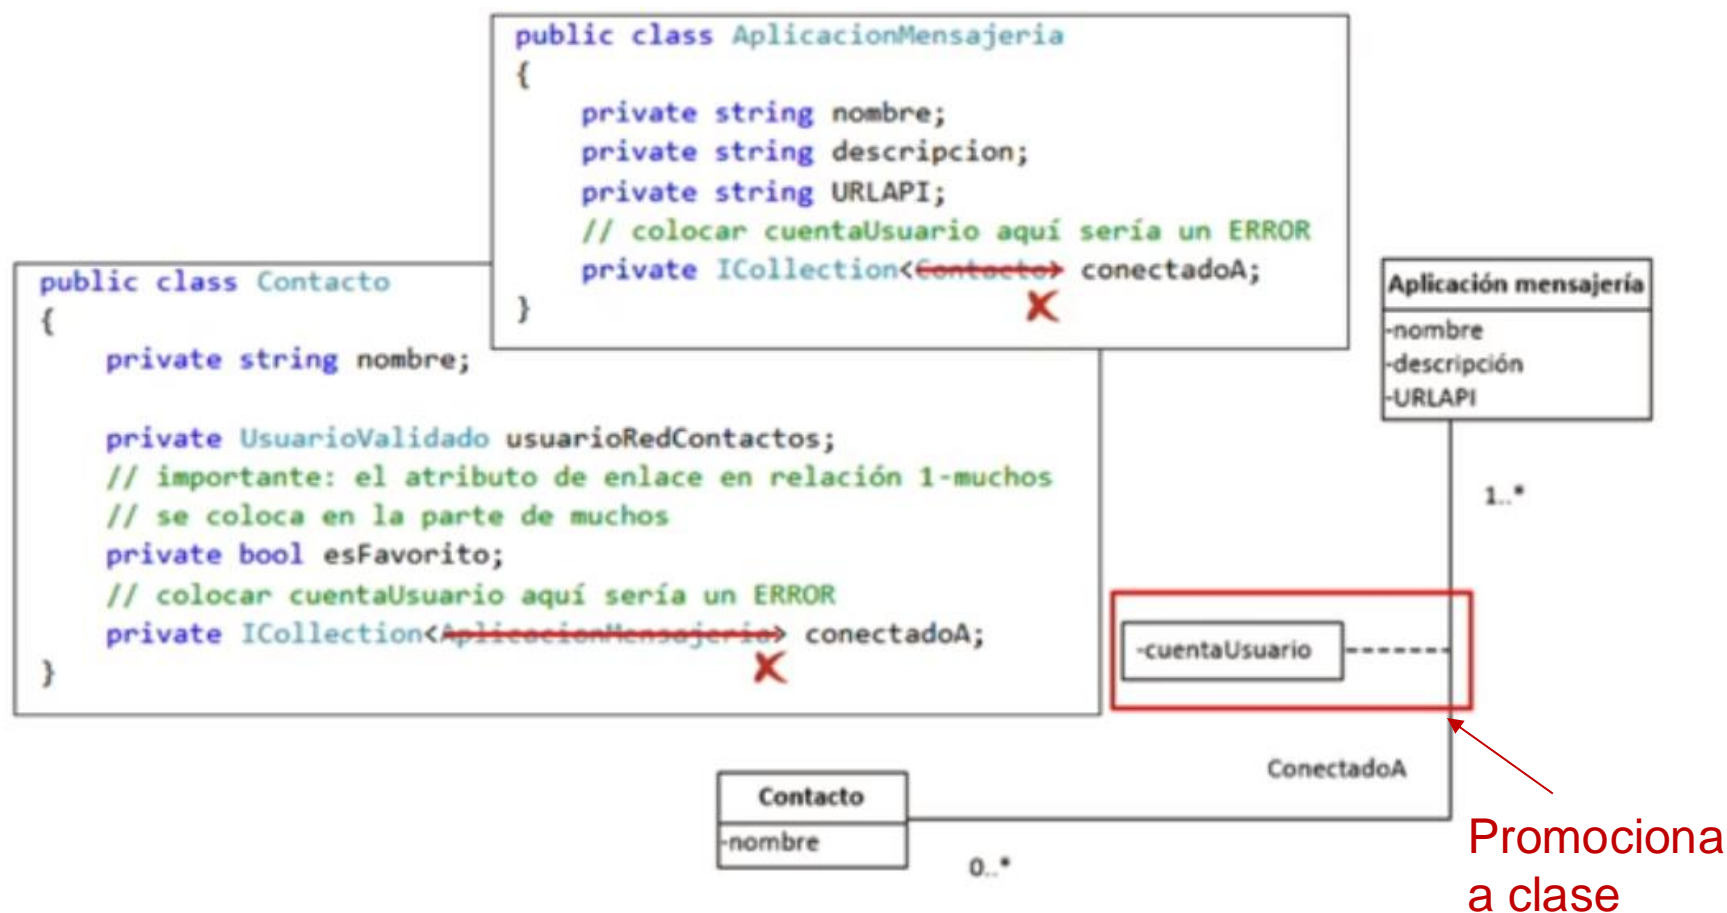 public class AplicacionMensajeria
{
private string nombre;
private string descripcion;
private string URLAPI;
// colocar cuentaUsuario aquí sería un ERROR
private ICollection<Contacto> conectadoA;
}
public class Contacto
{
private string nombre;
private UsuarioValidado usuarioRedContactos;
// importante: el atributo de enlace en relación 1-muchos
// se coloca en la parte de muchos
private bool esFavorito;
// colocar cuentaUsuario aquí sería un ERROR
private ICollection<AplicacionMensajeria> conectadoA;
}
Aplicación mensajería
-nombre
-descripción
-URLAPI
1..*
-cuentaUsuario
ConectadoA
Contacto
-nombre
0..*
Promociona
a clase